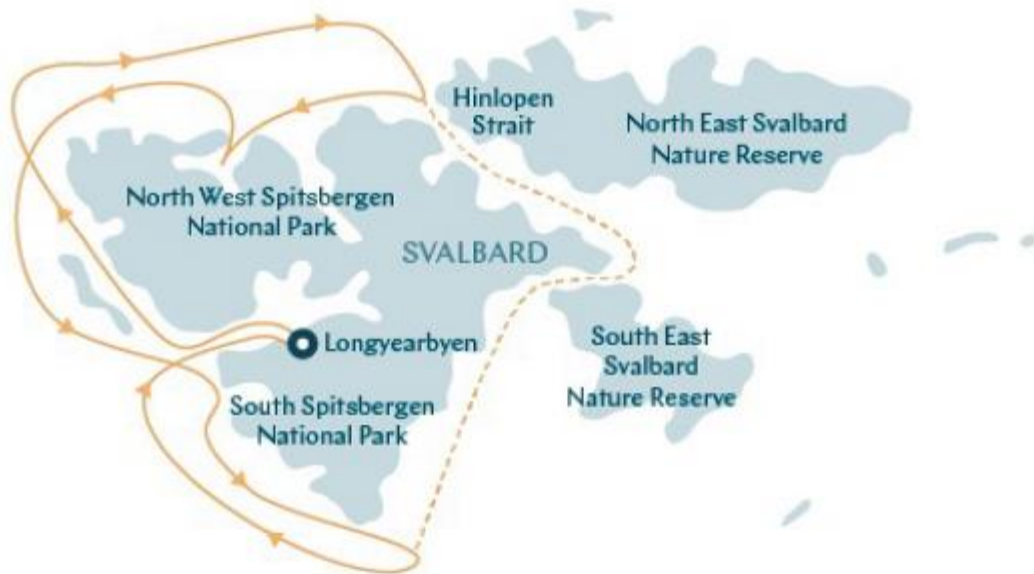 Hinlopen
Strait
North East Svalbard
Nature Reserve
North West Spitsbergen
National Park
SVALBARD
Longyearbyen
South East
Svalbard
Nature Reserve
South Spitsbergen
National Park